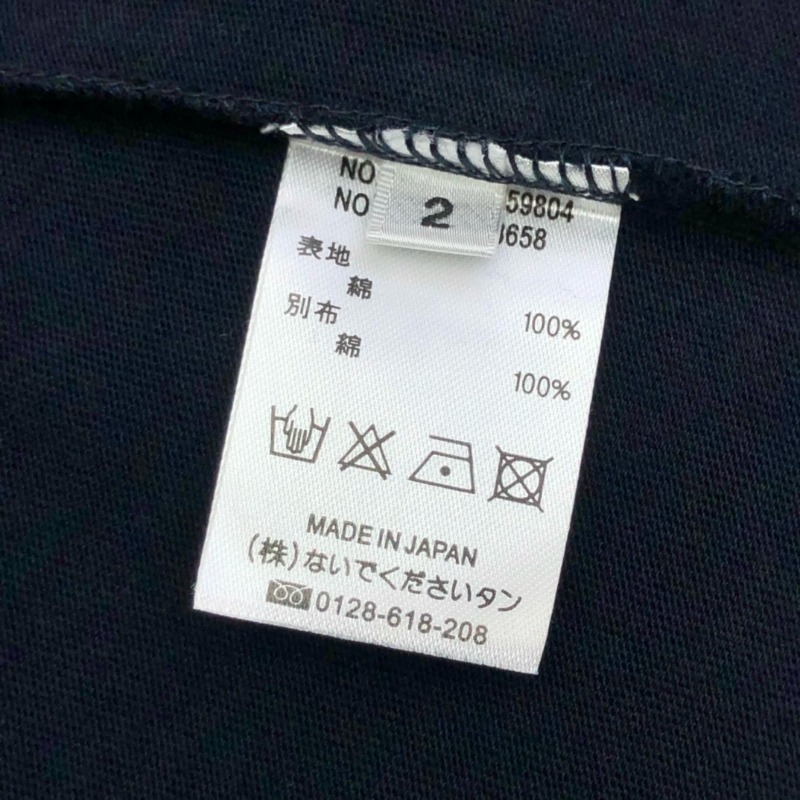 NO 59804
NO 3658
2
表地
綿 100%
別布
綿 100%
MADE IN JAPAN
(株)ないでくださいタン
0128-618-208